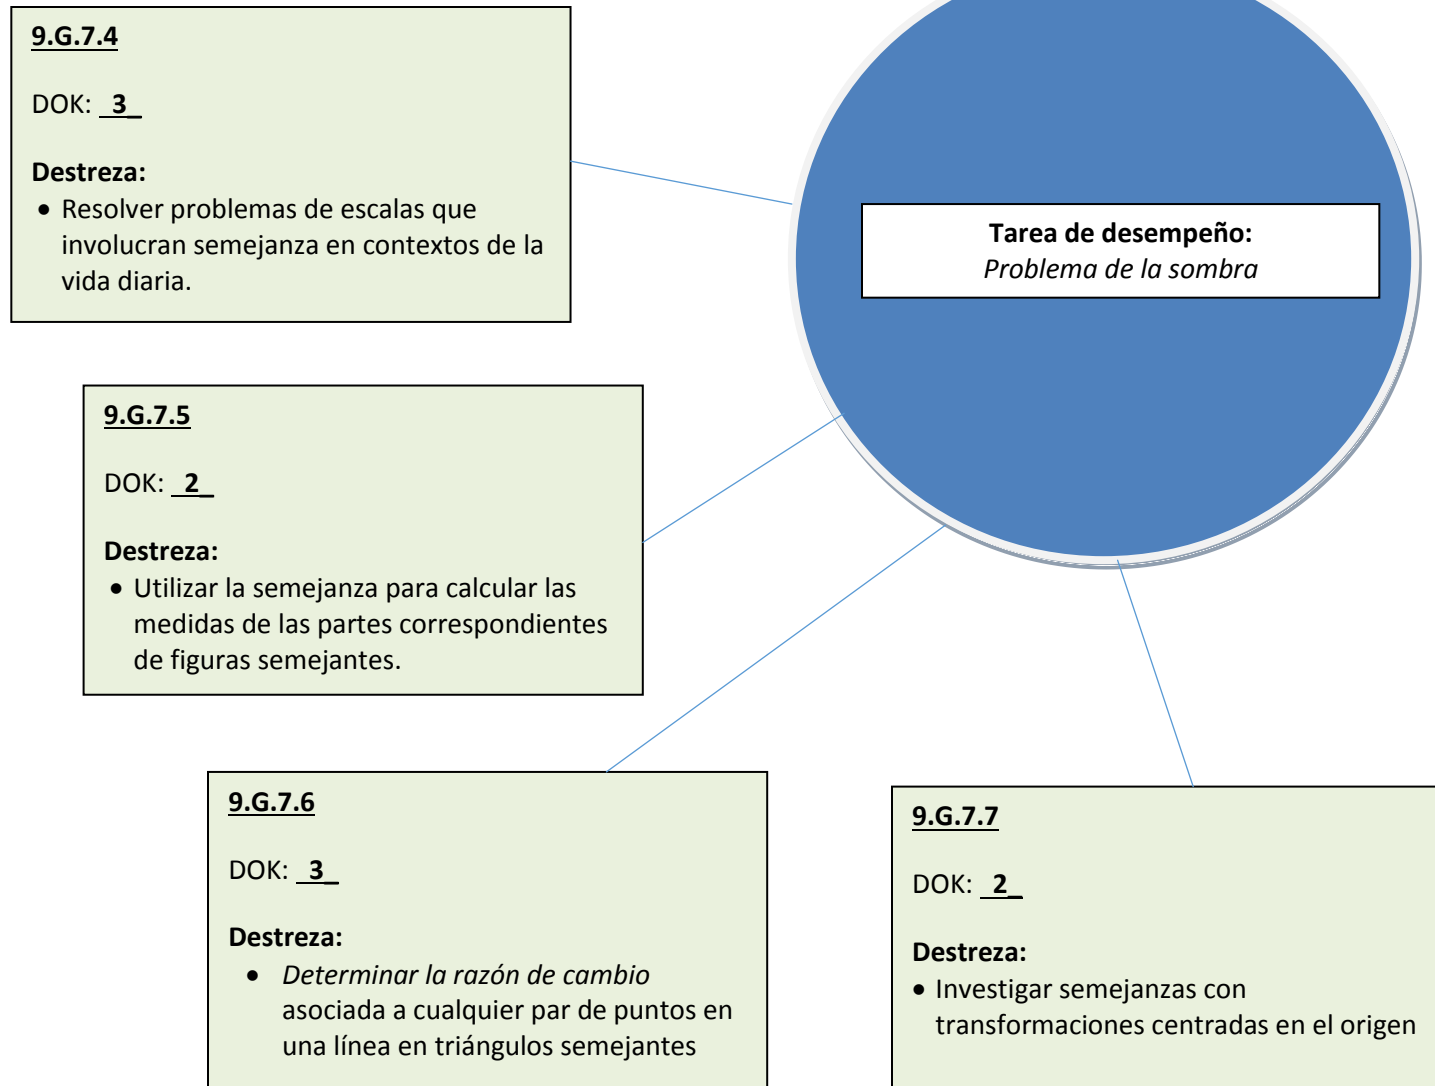 9.G.7.4
DOK: _3_
Destreza:
• Resolver problemas de escalas que
involucran semejanza en contextos de la
vida diaria.
Tarea de desempeño:
Problema de la sombra
9.G.7.5
DOK: _2_
Destreza:
• Utilizar la semejanza para calcular las
medidas de las partes correspondientes
de figuras semejantes.
9.G.7.6
DOK: _3_
Destreza:
• Determinar la razón de cambio
asociada a cualquier par de puntos en
una línea en triángulos semejantes
9.G.7.7
DOK: _2_
Destreza:
• Investigar semejanzas con
transformaciones centradas en el origen